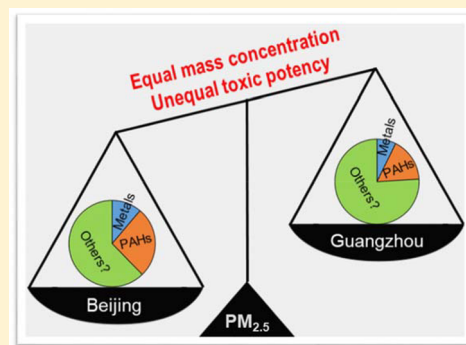 Equal mass concentration
Unequal toxic potency
Metals
PAHs
Others?
Beijing
Metals
PAHs
Others?
Guangzhou
PM2.5